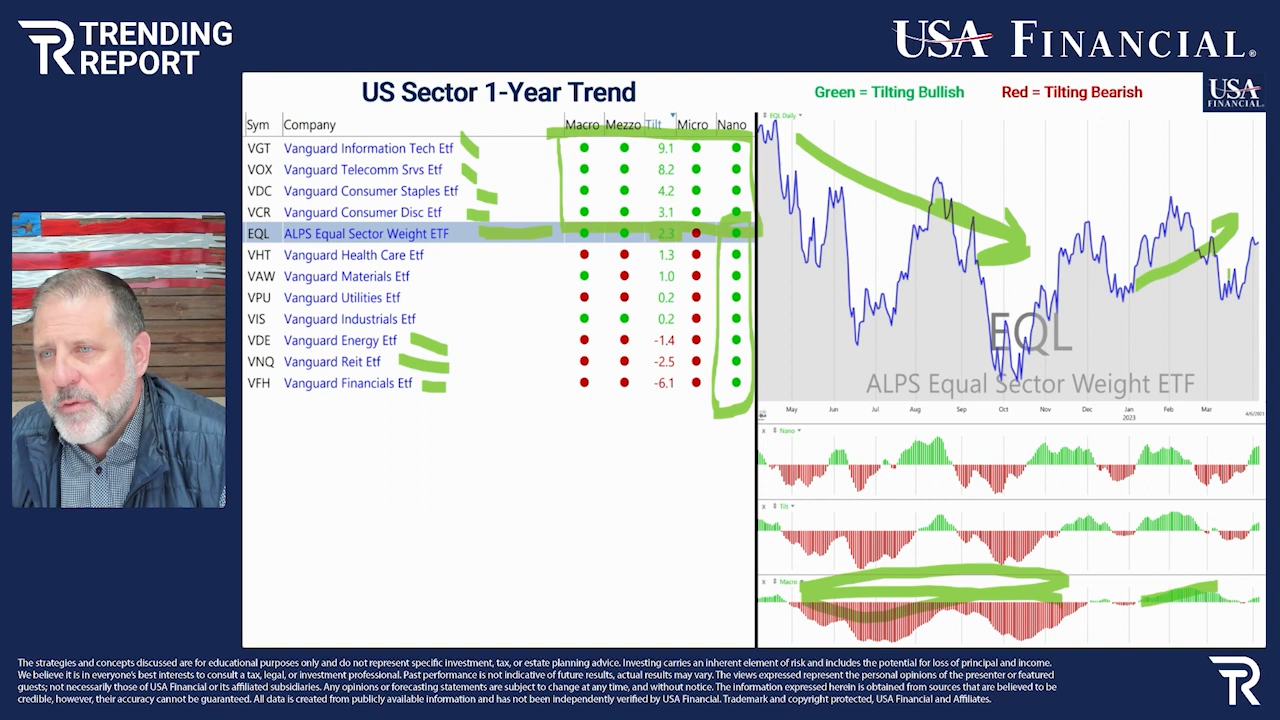 TRENDING
REPORT
USA FINANCIAL®
US Sector 1-Year Trend
Green = Tilting Bullish Red = Tilting Bearish
USA
FINANCIAL
Sym Company Macro Mezzo Tilt Micro Nano
VGT Vanguard Information Tech Etf 9.1
VOX Vanguard Telecomm Srvs Etf 8.2
VDC Vanguard Consumer Staples Etf 4.2
VCR Vanguard Consumer Disc Etf 3.1
EQL ALPS Equal Sector Weight ETF 2.3
VHT Vanguard Health Care Etf 1.3
VAW Vanguard Materials Etf 1.0
VPU Vanguard Utilities Etf 0.2
VIS Vanguard Industrials Etf 0.2
VDE Vanguard Energy Etf -1.4
VNQ Vanguard Reit Etf -2.5
VFH Vanguard Financials Etf -6.1
EQL Daily
EQL
ALPS Equal Sector Weight ETF
May Jun Jul Aug Sep Oct Nov Dec Jan Feb Mar
2023
Nano
Tilt
Macro
The strategies and concepts discussed are for educational purposes only and do not represent specific investment, tax, or estate planning advice. Investing carries an inherent element of risk and includes the potential for loss of principal and income.
We believe it is in everyone's best interests to consult a tax, legal, or investment professional. Past performance is not indicative of future results, actual results may vary. The views expressed represent the personal opinions of the presenter or featured
guests; not necessarily those of USA Financial or its affiliated subsidiaries. Any opinions or forecasting statements are subject to change at any time, and without notice. The information expressed herein is obtained from sources that are believed to be
credible, however, their accuracy cannot be guaranteed. All data is created from publicly available information and has not been independently verified by USA Financial. Trademark and copyright protected, USA Financial and Affiliates.